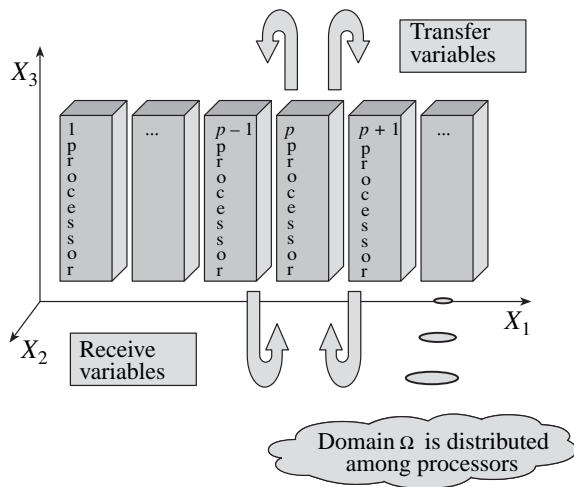 Transfer
variables
X3
1 processor
...
p – 1 processor
p processor
p + 1 processor
...
X1
X2
Receive
variables
Domain Ω is distributed
among processors